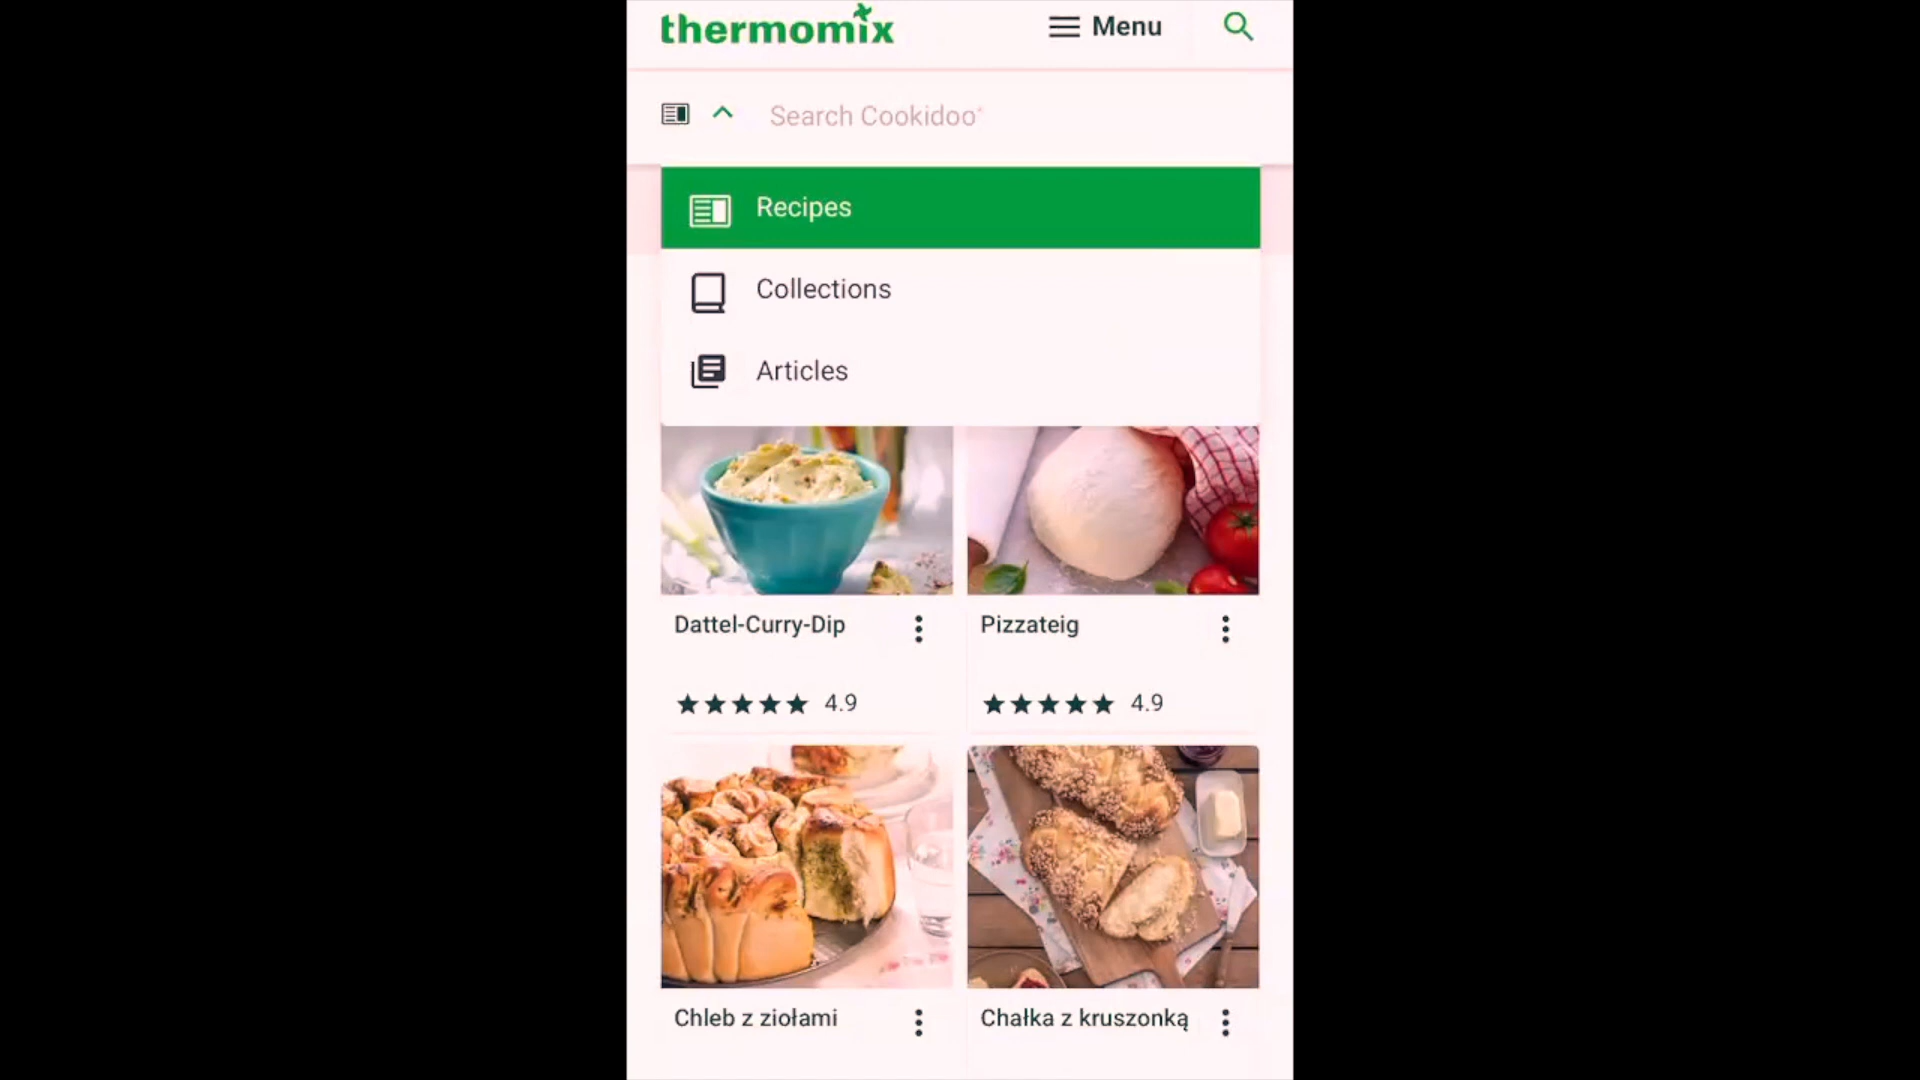 thermomix
Menu
Search Cookidoo®
Recipes
Collections
Articles
Dattel-Curry-Dip
Pizzateig
4.9
4.9
Chleb z ziołami
Chałka z kruszonką